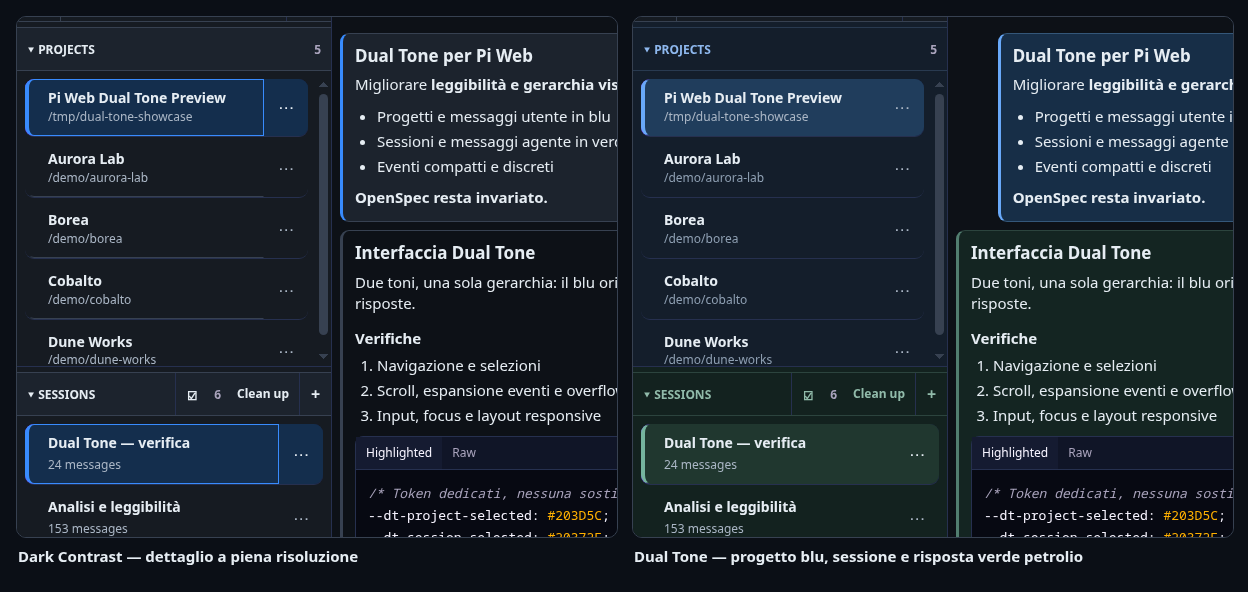 ▾ PROJECTS 5
Pi Web Dual Tone Preview
/tmp/dual-tone-showcase
...
Aurora Lab
/demo/aurora-lab
...
Borea
/demo/borea
...
Cobalto
/demo/cobalto
...
Dune Works
/demo/dune-works
...
▾ SESSIONS ☑ 6 Clean up +
Dual Tone — verifica
24 messages
...
Analisi e leggibilità
153 messages
...
Dual Tone per Pi Web
Migliorare leggibilità e gerarchia vis
• Progetti e messaggi utente in blu
• Sessioni e messaggi agente in verd
• Eventi compatti e discreti
OpenSpec resta invariato.
Interfaccia Dual Tone
Due toni, una sola gerarchia: il blu ori
risposte.
Verifiche
1. Navigazione e selezioni
2. Scroll, espansione eventi e overflow
3. Input, focus e layout responsive
Highlighted Raw
/* Token dedicati, nessuna sosti
--dt-project-selected: #203D5C;
Dark Contrast — dettaglio a piena risoluzione
▾ PROJECTS 5
Pi Web Dual Tone Preview
/tmp/dual-tone-showcase
...
Aurora Lab
/demo/aurora-lab
...
Borea
/demo/borea
...
Cobalto
/demo/cobalto
...
Dune Works
/demo/dune-works
...
▾ SESSIONS ☑ 6 Clean up +
Dual Tone — verifica
24 messages
...
Analisi e leggibilità
153 messages
...
Dual Tone per Pi Web
Migliorare leggibilità e gerarch
• Progetti e messaggi utente i
• Sessioni e messaggi agente
• Eventi compatti e discreti
OpenSpec resta invariato.
Interfaccia Dual Tone
Due toni, una sola gerarchia: il blu ori
risposte.
Verifiche
1. Navigazione e selezioni
2. Scroll, espansione eventi e overflow
3. Input, focus e layout responsive
Highlighted Raw
/* Token dedicati, nessuna sosti
--dt-project-selected: #203D5C;
Dual Tone — progetto blu, sessione e risposta verde petrolio